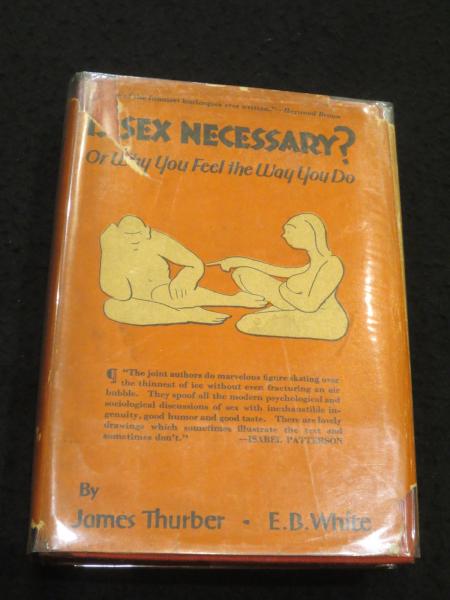 of the funniest burlesques ever written."—Heywood Broun
SEX NECESSARY?
Or Why You Feel the Way You Do
¶ "The joint authors do marvelous figure skating over
the thinnest of ice without even fracturing an air
bubble. They spoof all the modern psychological and
sociological discussions of sex with inexhaustible in-
genuity, good humor and good taste. There are lovely
drawings which sometimes illustrate the text and
sometimes don't." —ISABEL PATTERSON
By
James Thurber • E. B. White